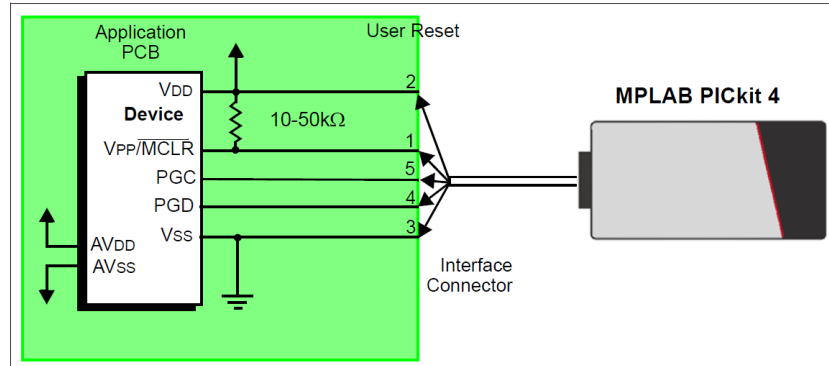 Application
PCB
User Reset
VDD
2
Device
10-50kΩ
MPLAB PICkit 4
VPP/MCLR
1
PGC
5
PGD
4
VSS
3
AVDD
AVSS
Interface
Connector